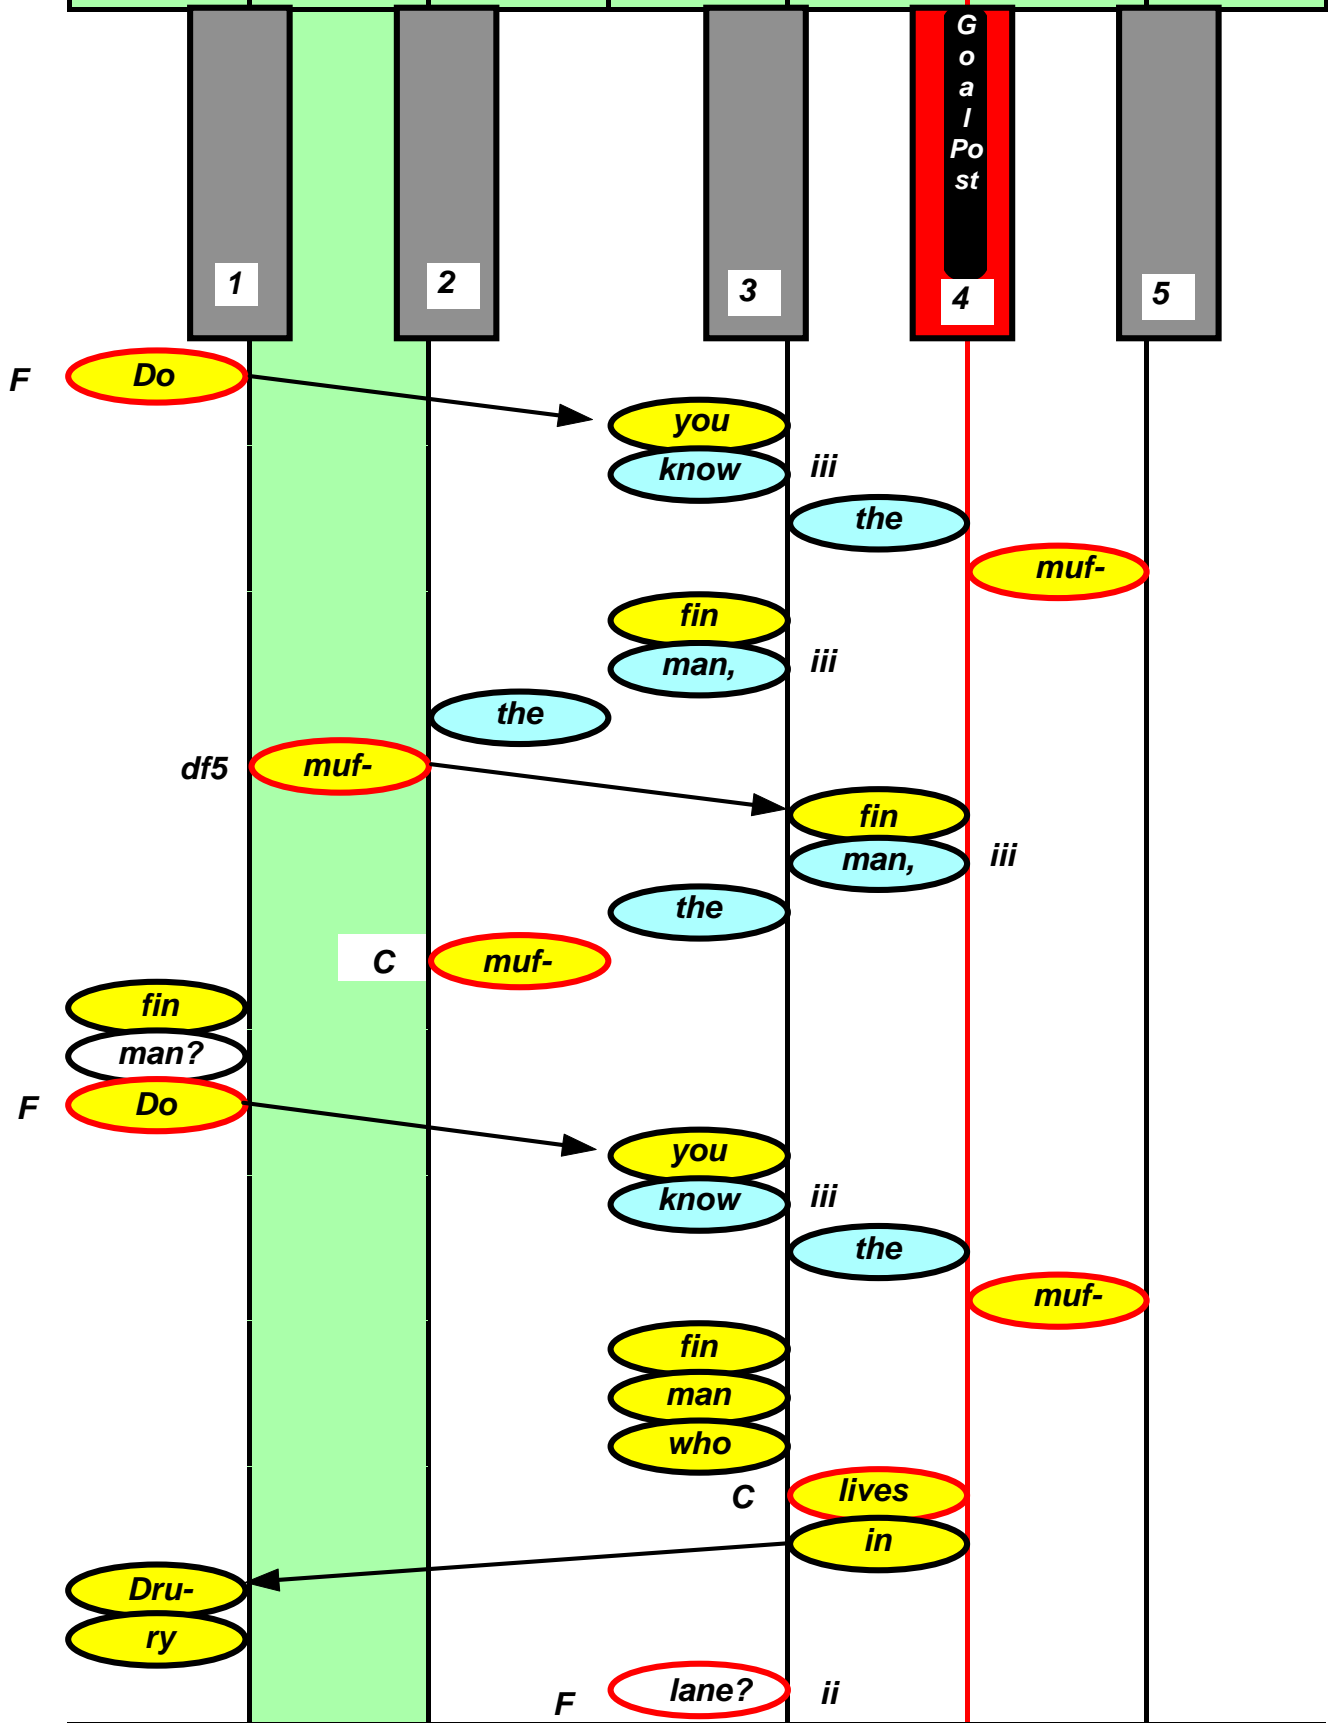 G
o
a
l
Po
st
1 2 3 4 5
F Do
you
know iii
the
muf-
fin
man, iii
the
df5 muf-
fin
man, iii
the
C muf-
fin
man?
F Do
you
know iii
the
muf-
fin
man
who
C lives
in
Dru-
ry
F lane? ii